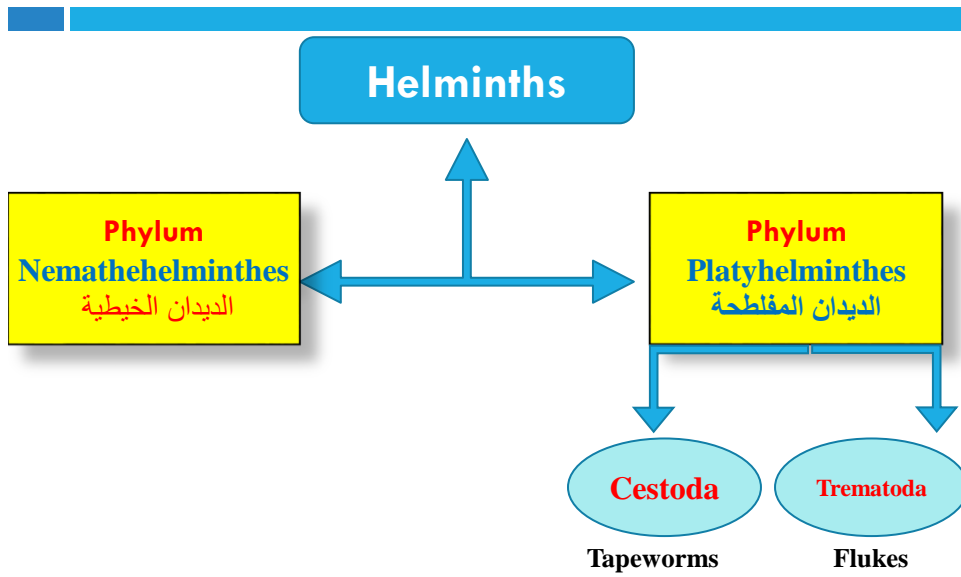 Helminths
Phylum
Nemathehelminthes
الديدان الخيطية
Phylum
Platyhelminthes
الديدان المفلطحة
Cestoda
Trematoda
Tapeworms
Flukes